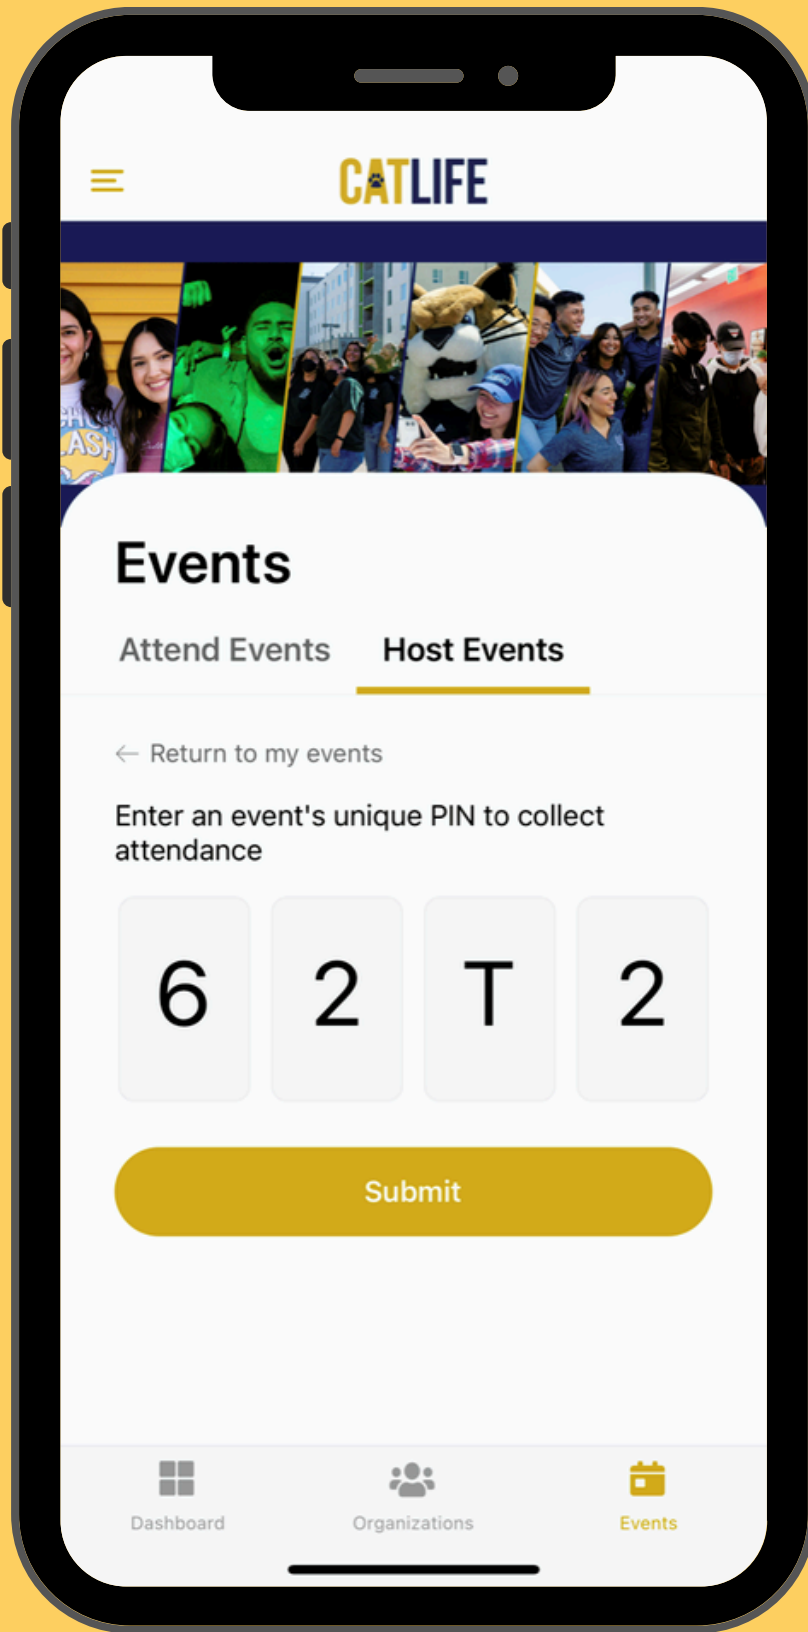 CATLIFE
Events
Attend Events Host Events
← Return to my events
Enter an event's unique PIN to collect
attendance
6 2 T 2
Submit
Dashboard Organizations Events